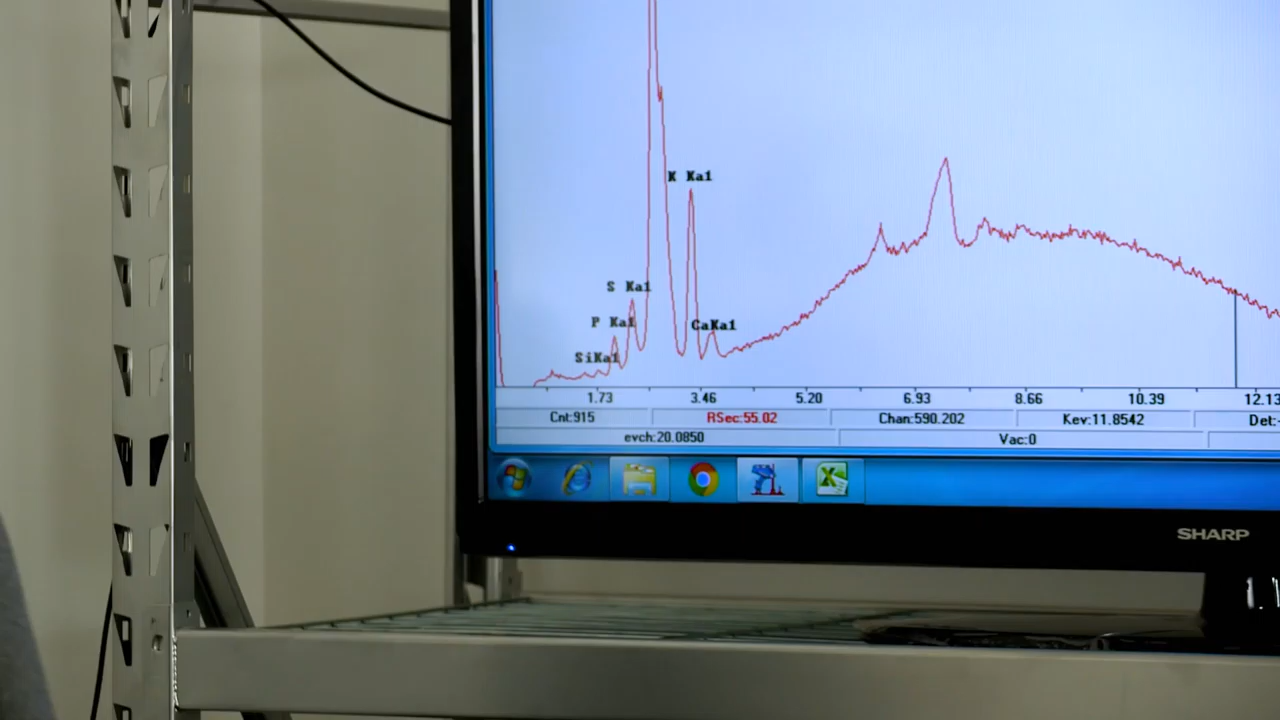 K Ka1
S Ka1
P Ka1
CaKa1
SiKa1
1.73 3.46 5.20 6.93 8.66 10.39 12.13
Cnt:915 RSec:55.02 Chan:590.202 Kev:11.8542 Det:
evch:20.0850 Vac:0
SHARP